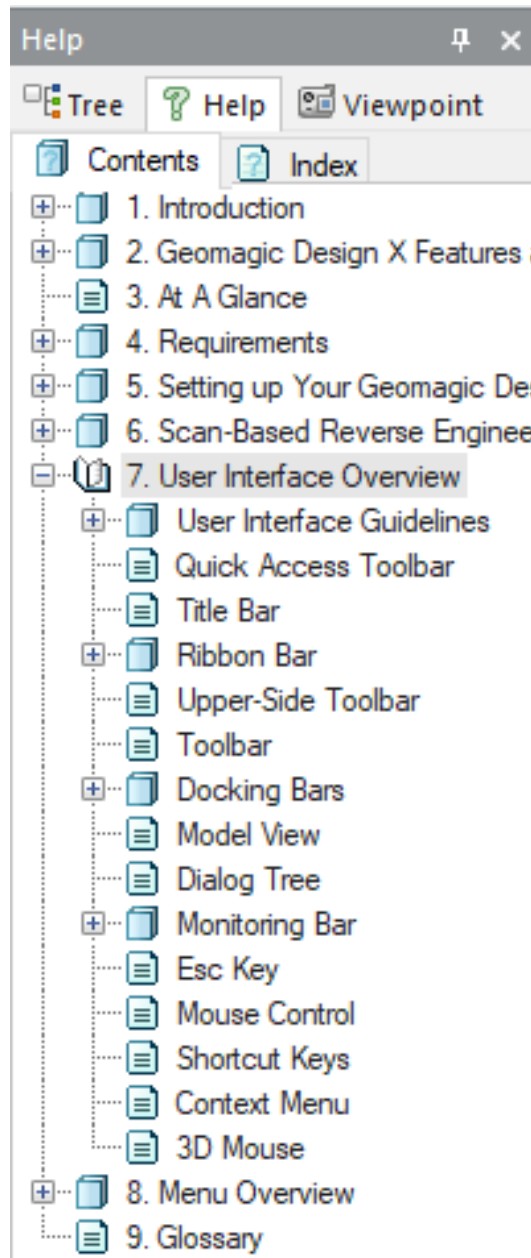 Help
Tree Help Viewpoint
Contents Index
1. Introduction
2. Geomagic Design X Features
3. At A Glance
4. Requirements
5. Setting up Your Geomagic De
6. Scan-Based Reverse Enginee
7. User Interface Overview
User Interface Guidelines
Quick Access Toolbar
Title Bar
Ribbon Bar
Upper-Side Toolbar
Toolbar
Docking Bars
Model View
Dialog Tree
Monitoring Bar
Esc Key
Mouse Control
Shortcut Keys
Context Menu
3D Mouse
8. Menu Overview
9. Glossary